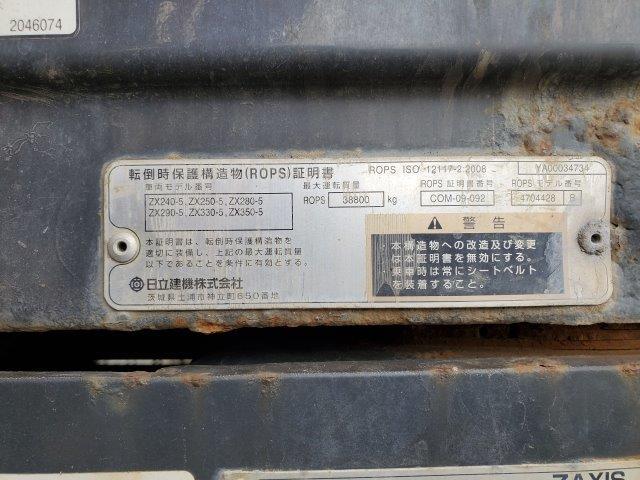 2046074
転倒時保護構造物(ROPS)証明書 ROPS ISO 12117-2:2008 YA00034734
車両モデル番号 最大運転質量 ROPS 証明書番号 ROPS モデル番号
ZX240-5, ZX250-5, ZX280-5 ROPS 38800 kg COM-09-092 4704428
ZX290-5, ZX330-5, ZX350-5
警告
本証明書は、転倒時保護構造物を
適切に装備し、上記の最大運転質量
以下であることを条件に有効とする。
本構造物への改造及び変更
は本証明書を無効にする。
乗車時は常にシートベルト
を装着すること。
日立建機株式会社
茨城県土浦市神立町650番地
ZAXIS